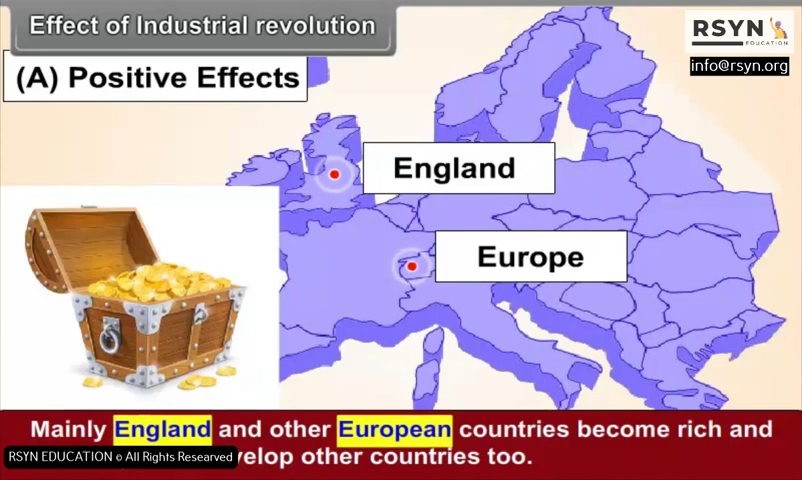 Effect of Industrial revolution
RSYN
EDUCATION
info@rsyn.org
(A) Positive Effects
England
Europe
Mainly England and other European countries become rich and
velop other countries too.
RSYN EDUCATION © All Rights Researved